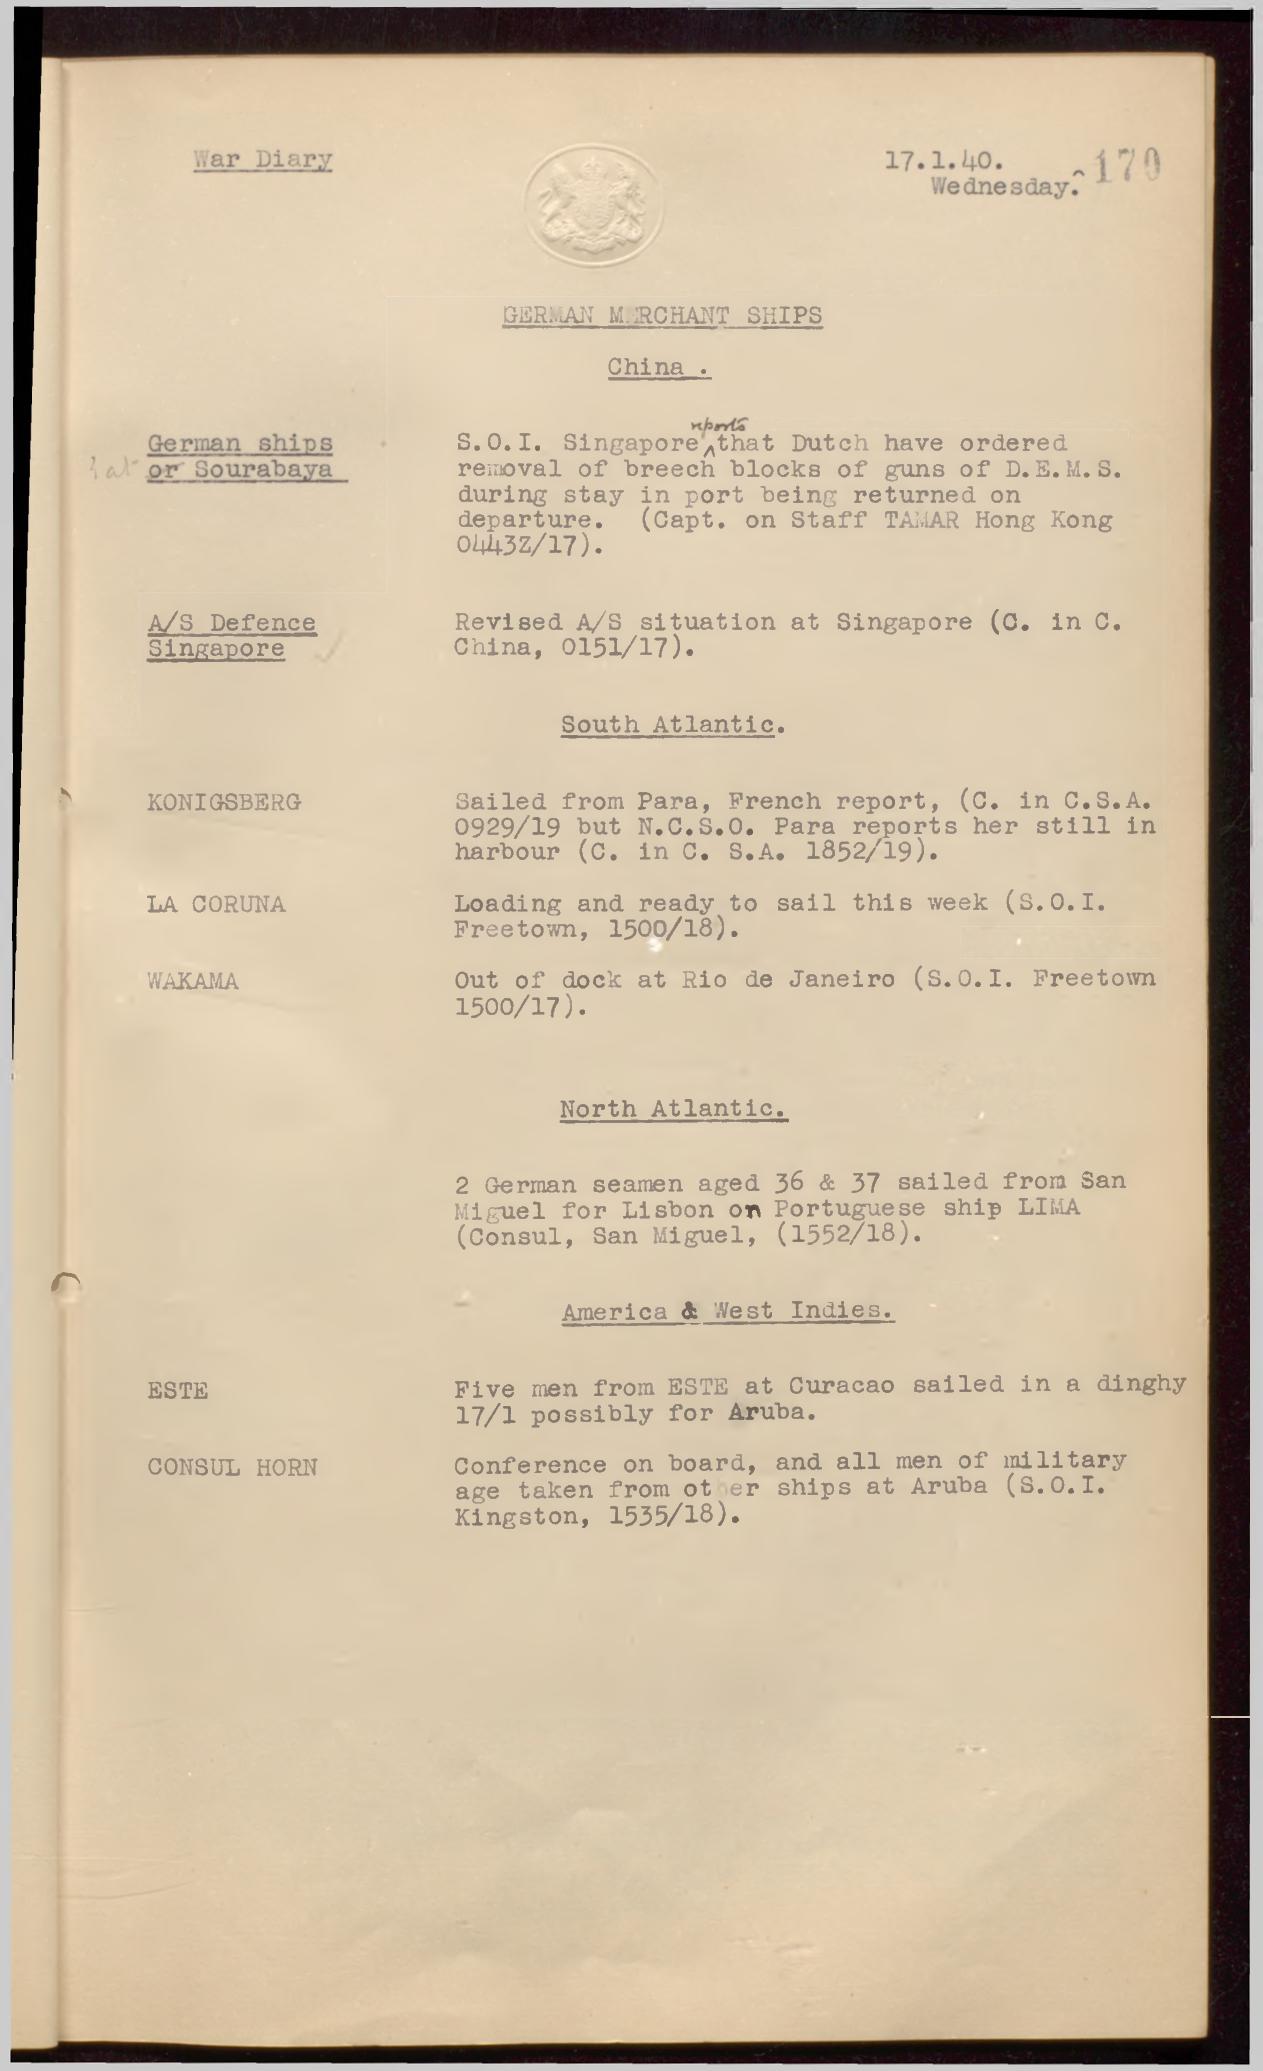 War Diary
17.1.40.
Wednesday.
170
GERMAN MERCHANT SHIPS
China .
German ships
or Sourabaya
at
reports
S.O.I. Singapore that Dutch have ordered
removal of breech blocks of guns of D.E.M.S.
during stay in port being returned on
departure. (Capt. on Staff TAMAR Hong Kong
0443Z/17).
A/S Defence
Singapore
Revised A/S situation at Singapore (C. in C.
China, 0151/17).
South Atlantic.
KONIGSBERG
Sailed from Para, French report, (C. in C.S.A.
0929/19 but N.C.S.O. Para reports her still in
harbour (C. in C. S.A. 1852/19).
LA CORUNA
Loading and ready to sail this week (S.O.I.
Freetown, 1500/18).
WAKAMA
Out of dock at Rio de Janeiro (S.O.I. Freetown
1500/17).
North Atlantic.
2 German seamen aged 36 & 37 sailed from San
Miguel for Lisbon on Portuguese ship LIMA
(Consul, San Miguel, (1552/18).
America & West Indies.
ESTE
Five men from ESTE at Curacao sailed in a dinghy
17/1 possibly for Aruba.
CONSUL HORN
Conference on board, and all men of military
age taken from other ships at Aruba (S.O.I.
Kingston, 1535/18).